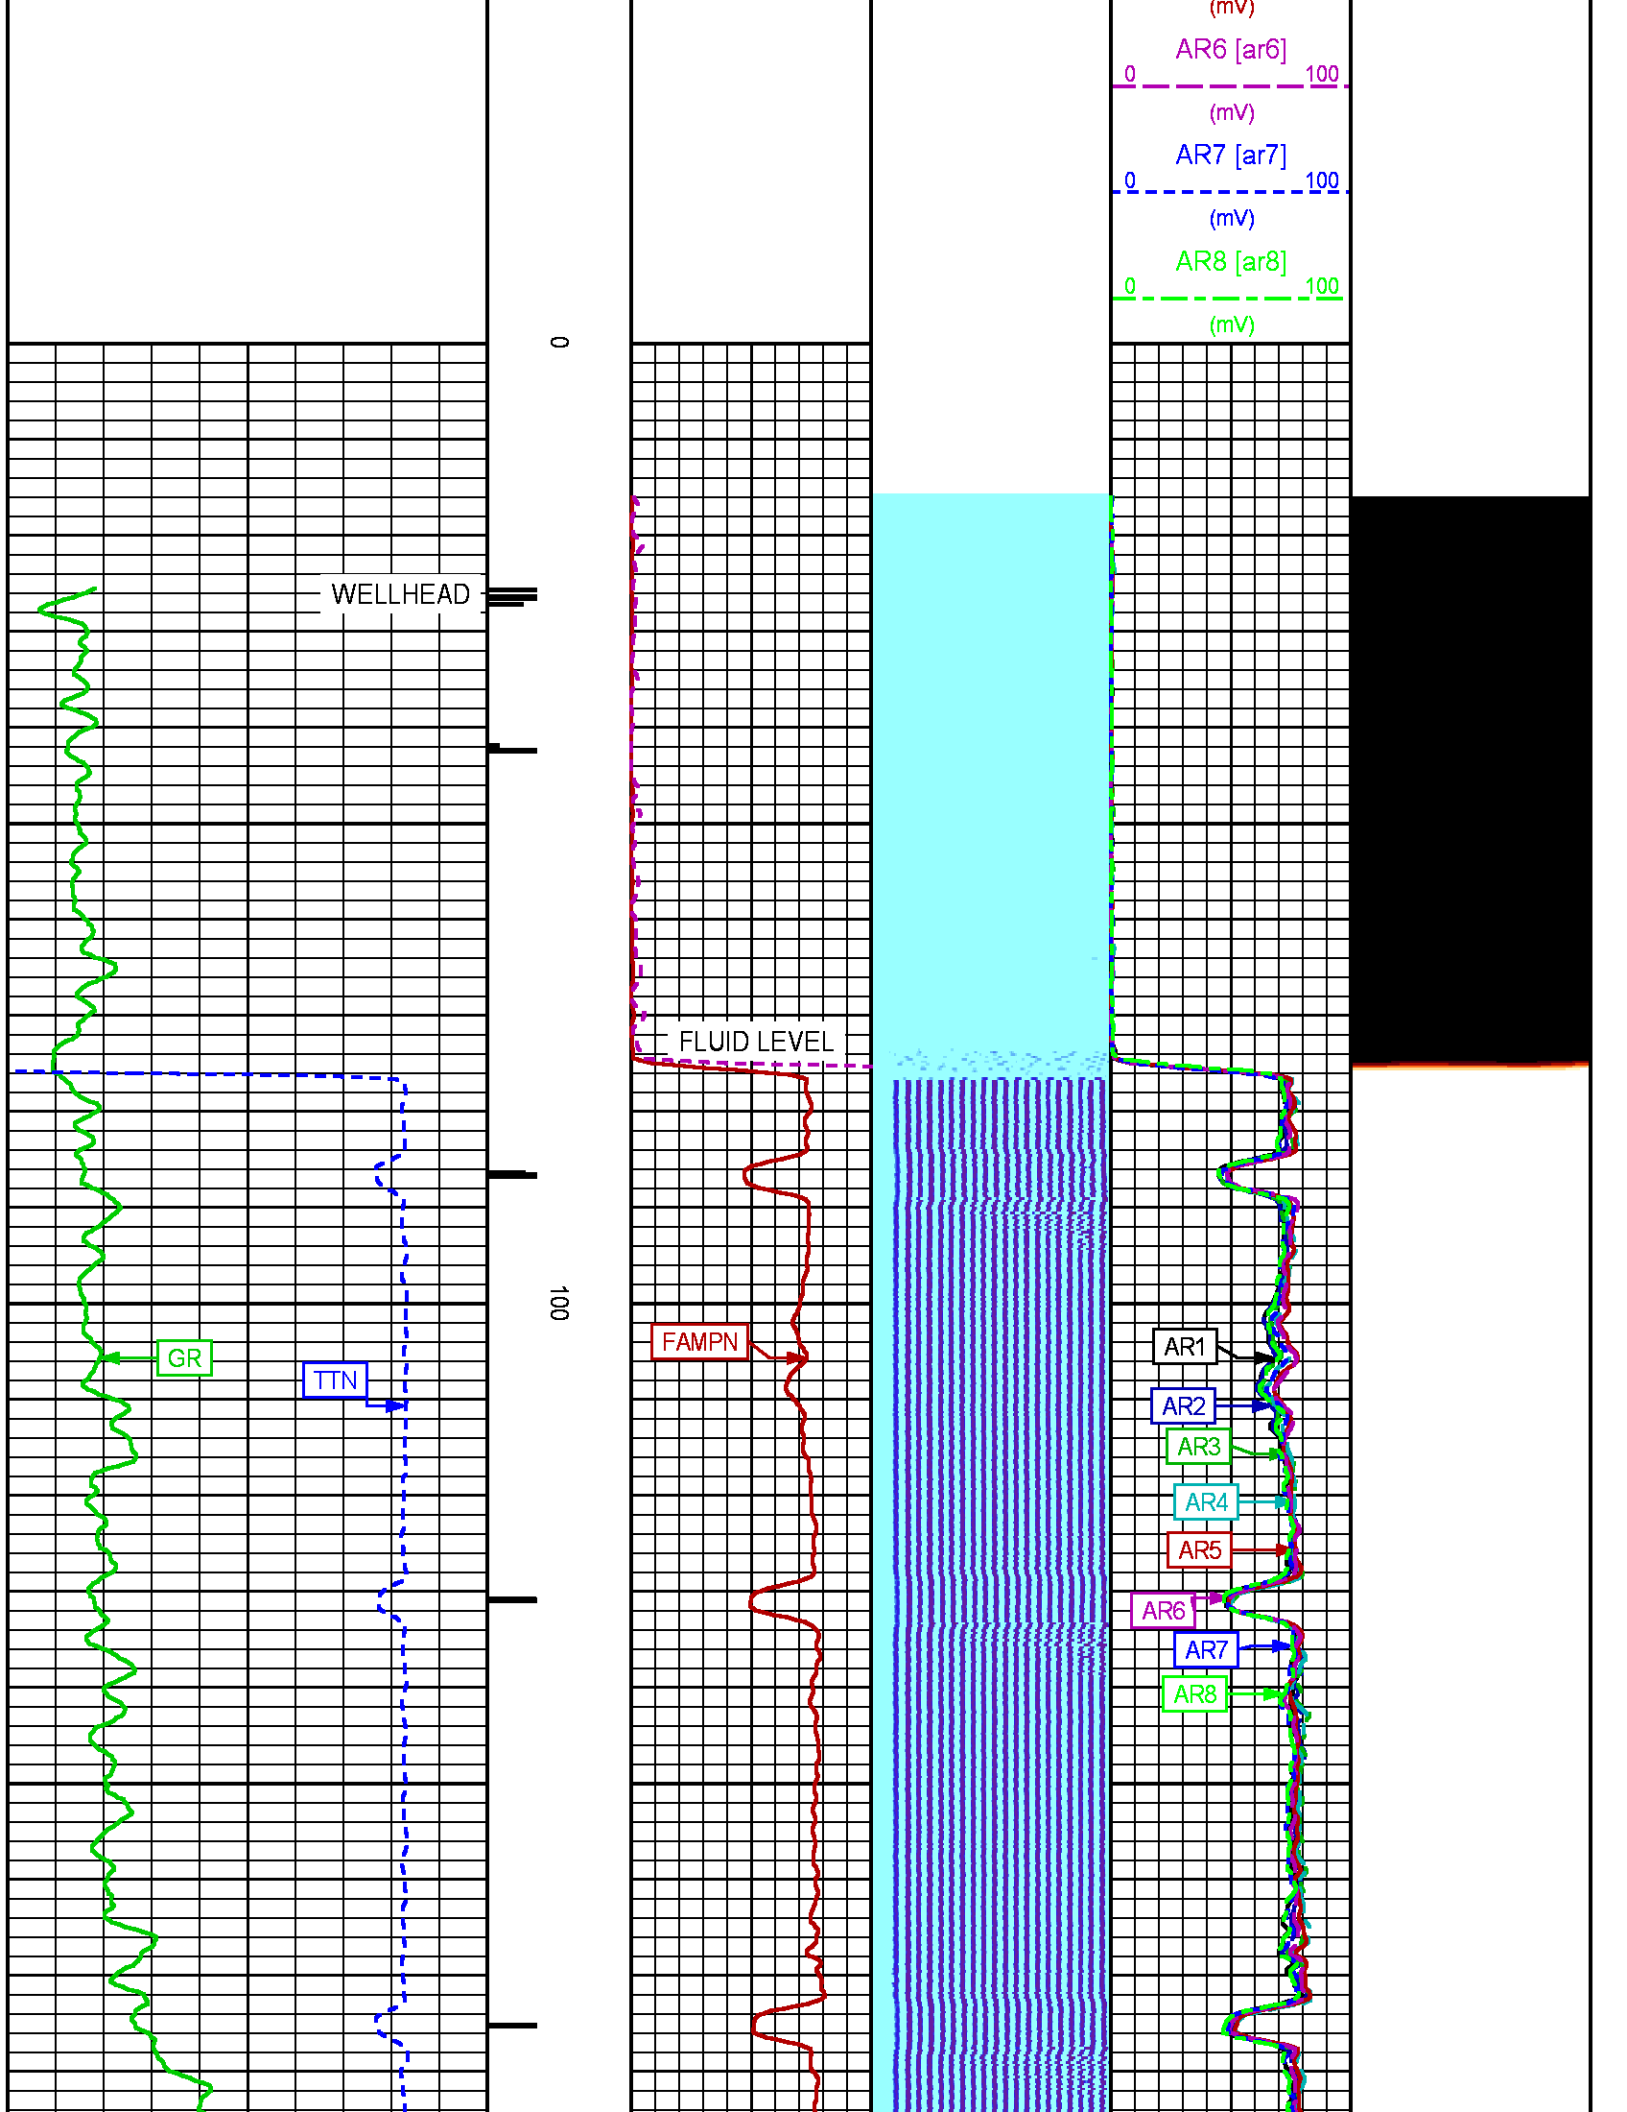 (mV)
AR6 [ar6]
0 100
(mV)
AR7 [ar7]
0 100
(mV)
AR8 [ar8]
0 100
(mV)
0
WELLHEAD
FLUID LEVEL
100
GR
TTN
FAMPN
AR1
AR2
AR3
AR4
AR5
AR6
AR7
AR8